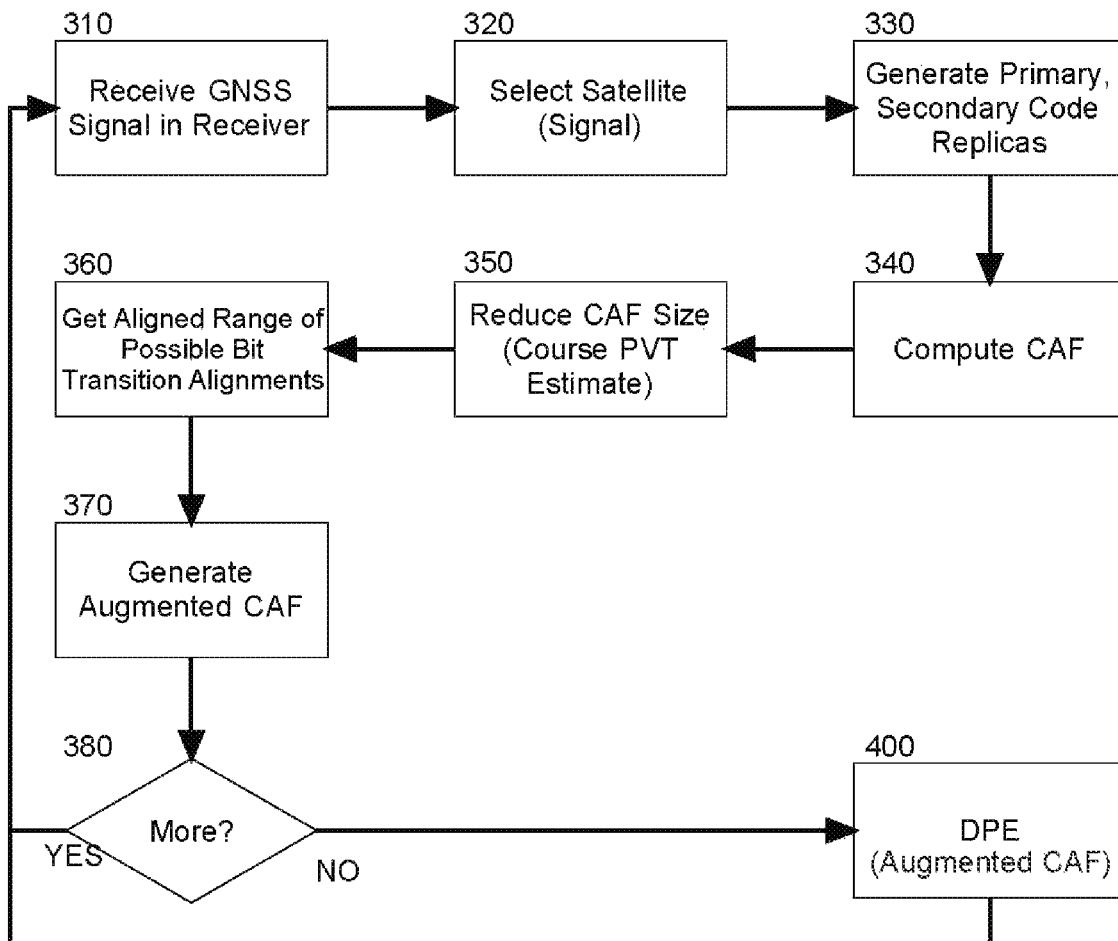 310
Receive GNSS
Signal in Receiver
320
Select Satellite
(Signal)
330
Generate Primary,
Secondary Code
Replicas
340
Compute CAF
350
Reduce CAF Size
(Course PVT
Estimate)
360
Get Aligned Range of
Possible Bit
Transition Alignments
370
Generate
Augmented CAF
380
More?
YES
NO
400
DPE
(Augmented CAF)